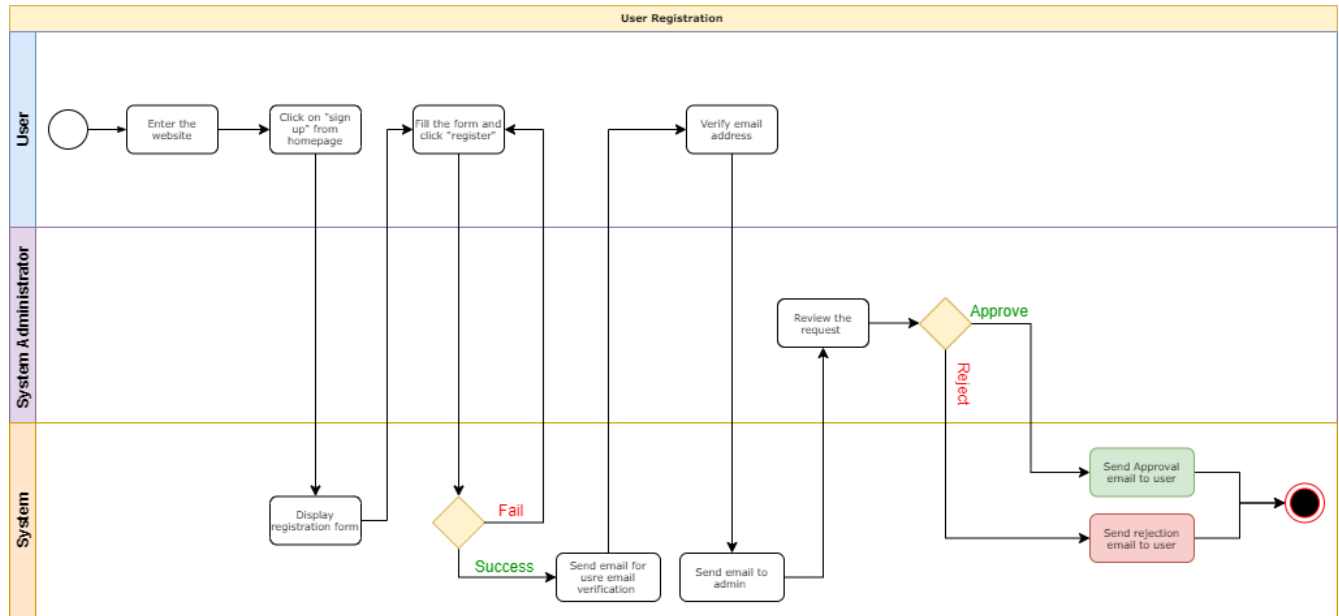 User Registration
User
Enter the
website
Click on "sign
up" from
homepage
Fill the form and
click "register"
Verify email
address
System Administrator
Review the
request
Approve
Reject
System
Display
registration form
Fail
Success
Send email for
usre email
verification
Send email to
admin
Send Approval
email to user
Send rejection
email to user